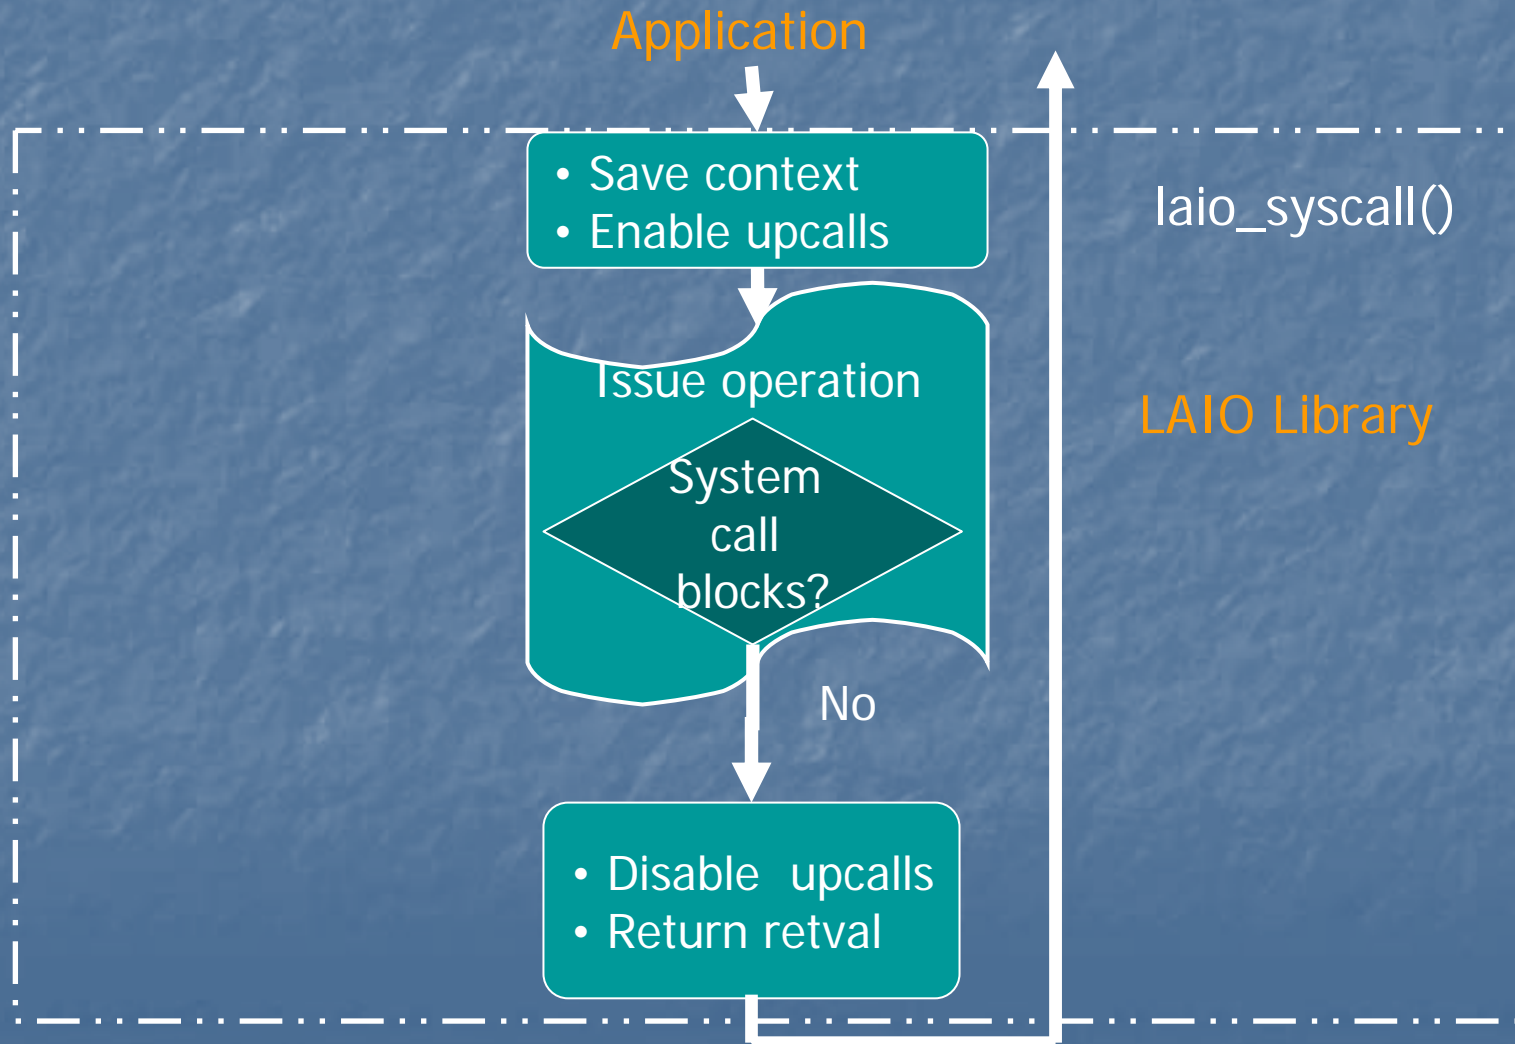 Application
• Save context
• Enable upcalls
laio_syscall()
Issue operation
LAIO Library
System
call
blocks?
No
• Disable upcalls
• Return retval